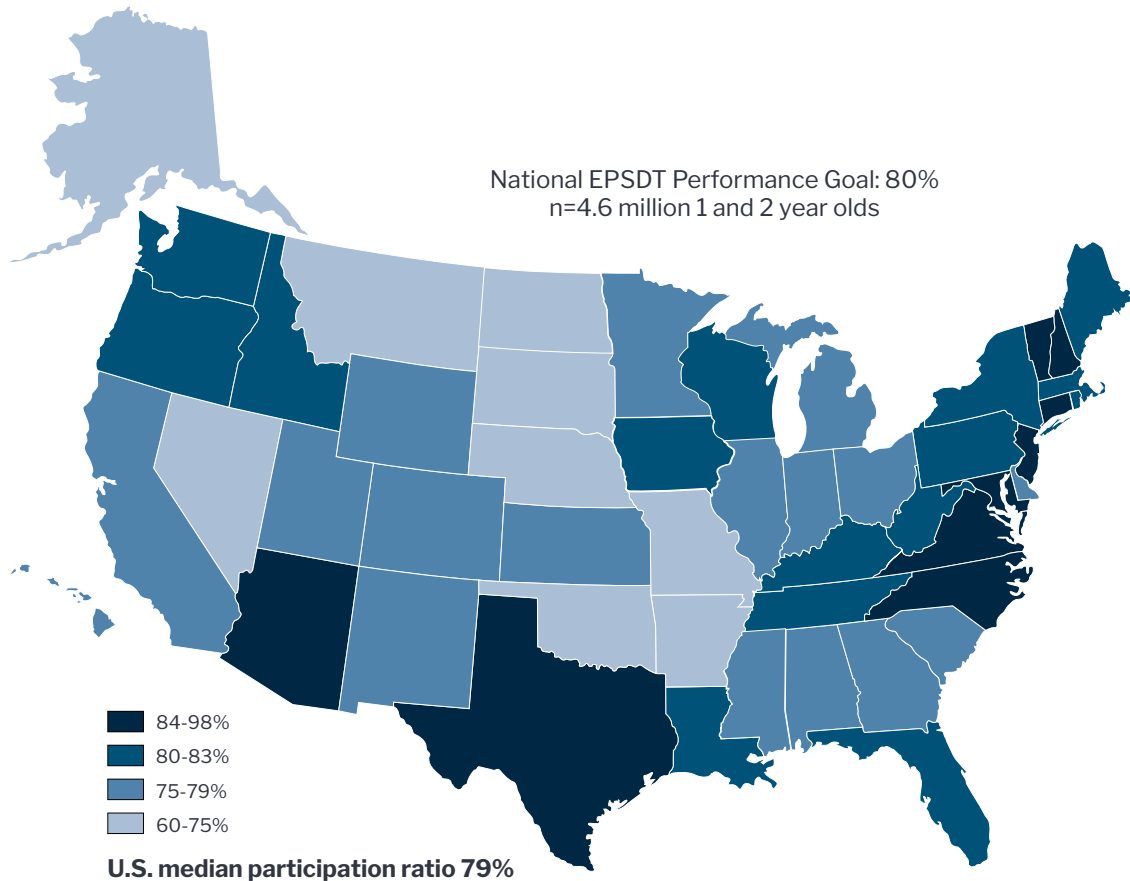 National EPSDT Performance Goal: 80%
n=4.6 million 1 and 2 year olds
84-98%
80-83%
75-79%
60-75%
U.S. median participation ratio 79%